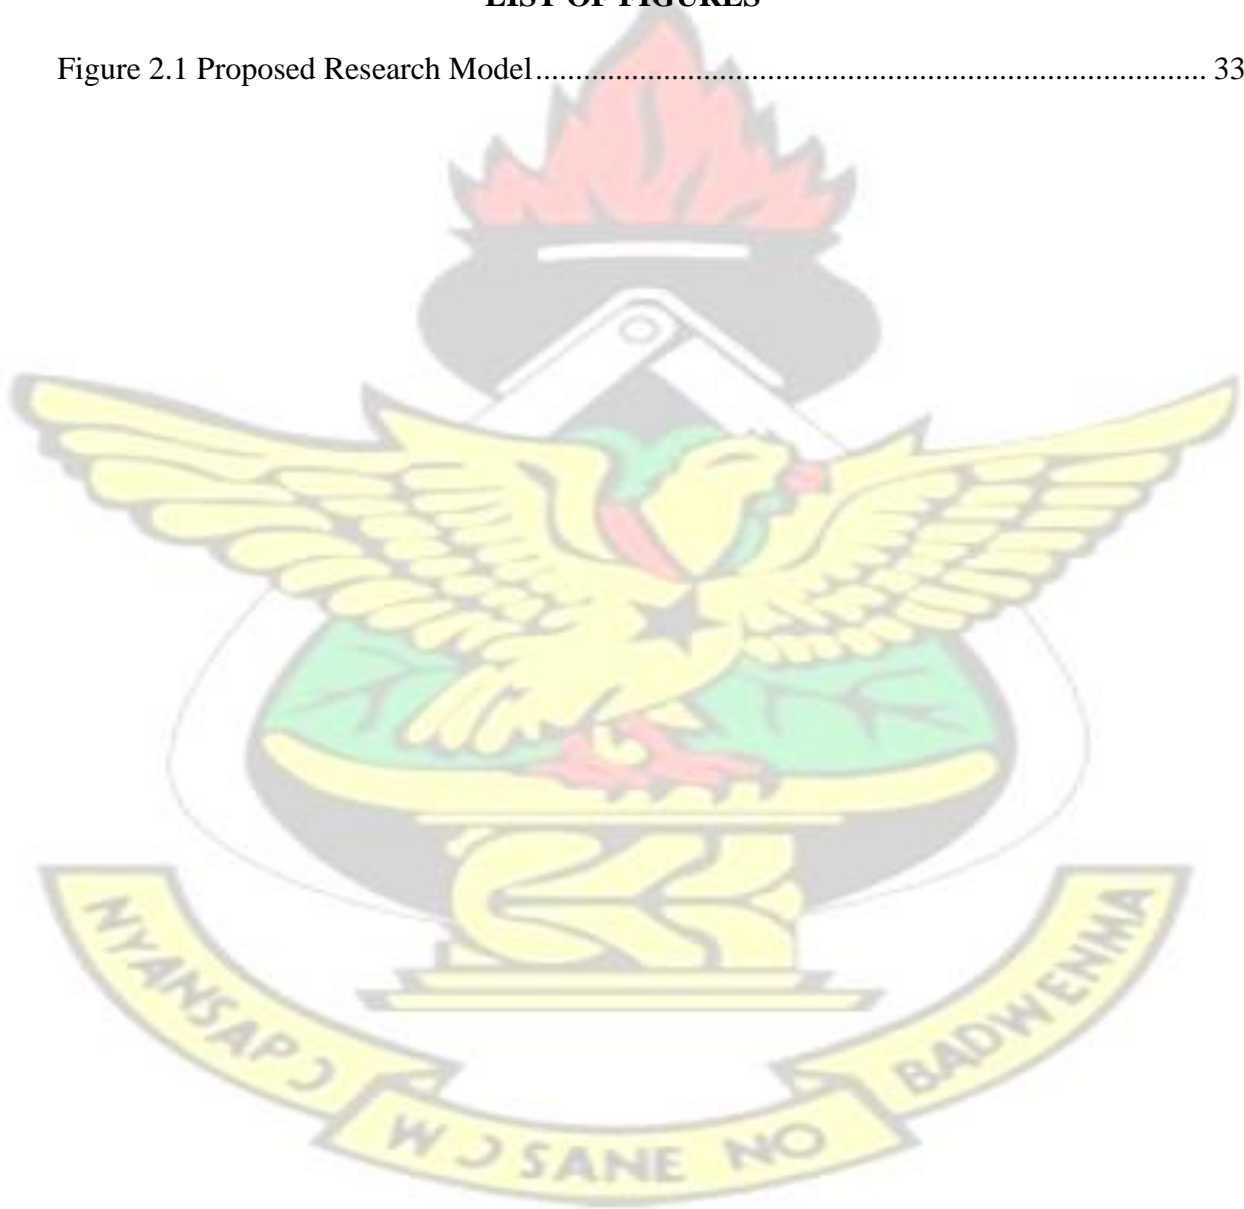 LIST OF FIGURES
Figure 2.1 Proposed Research Model........................................................................................ 33
NYANSAPƆ
WƆSANE NO
BADWENMA